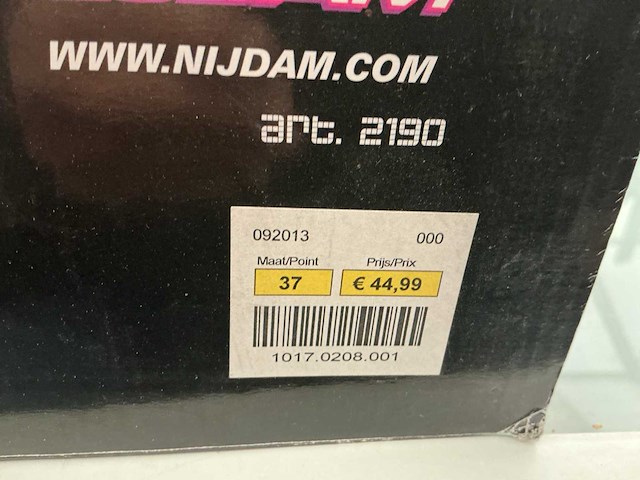 WWW.NIJDAM.COM
art. 2190
092013 000
Maat/Point Prijs/Prix
37 € 44,99
1017.0208.001